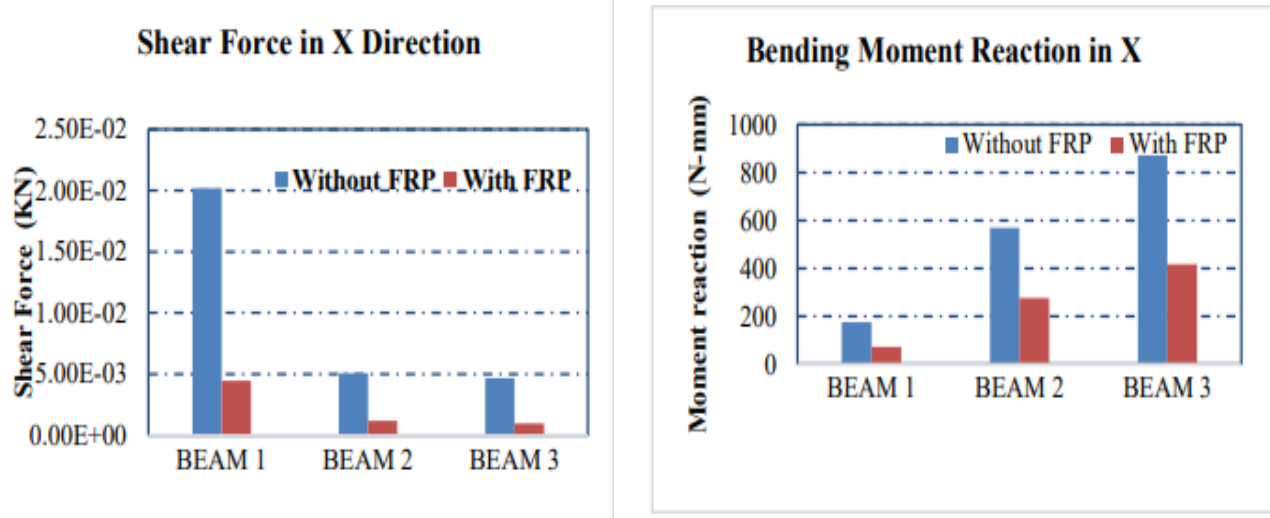 Shear Force in X Direction
Shear Force (KN)
2.50E-02
Without FRP With FRP
2.00E-02
1.50E-02
1.00E-02
5.00E-03
0.00E+00
BEAM 1 BEAM 2 BEAM 3
Bending Moment Reaction in X
Moment reaction (N-mm)
1000
Without FRP With FRP
800
600
400
200
0
BEAM 1 BEAM 2 BEAM 3